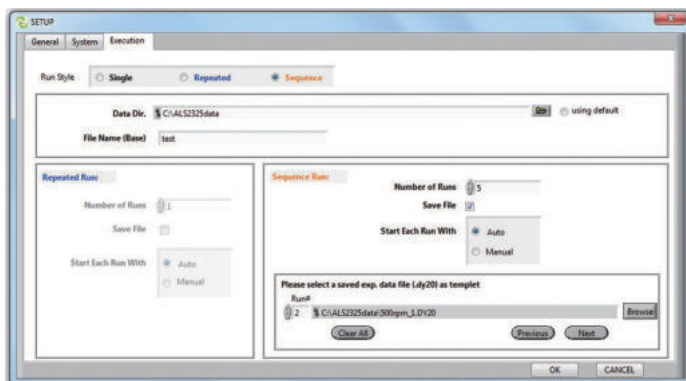 SETUP
General System Execution
Run Style Single Repeated Sequence
Data Dir. C:\ALS2325data using default
File Name (Base) test
Repeated Run:
Number of Runs 1
Save File
Start Each Run With Auto
Manual
Sequence Run:
Number of Runs 5
Save File
Start Each Run With Auto
Manual
Please select a saved exp. data file (.dy20) as templet
Run#
2 C:\ALS2325data\500rpm_1.DY20 Browse
Clear All Previous Next
OK CANCEL